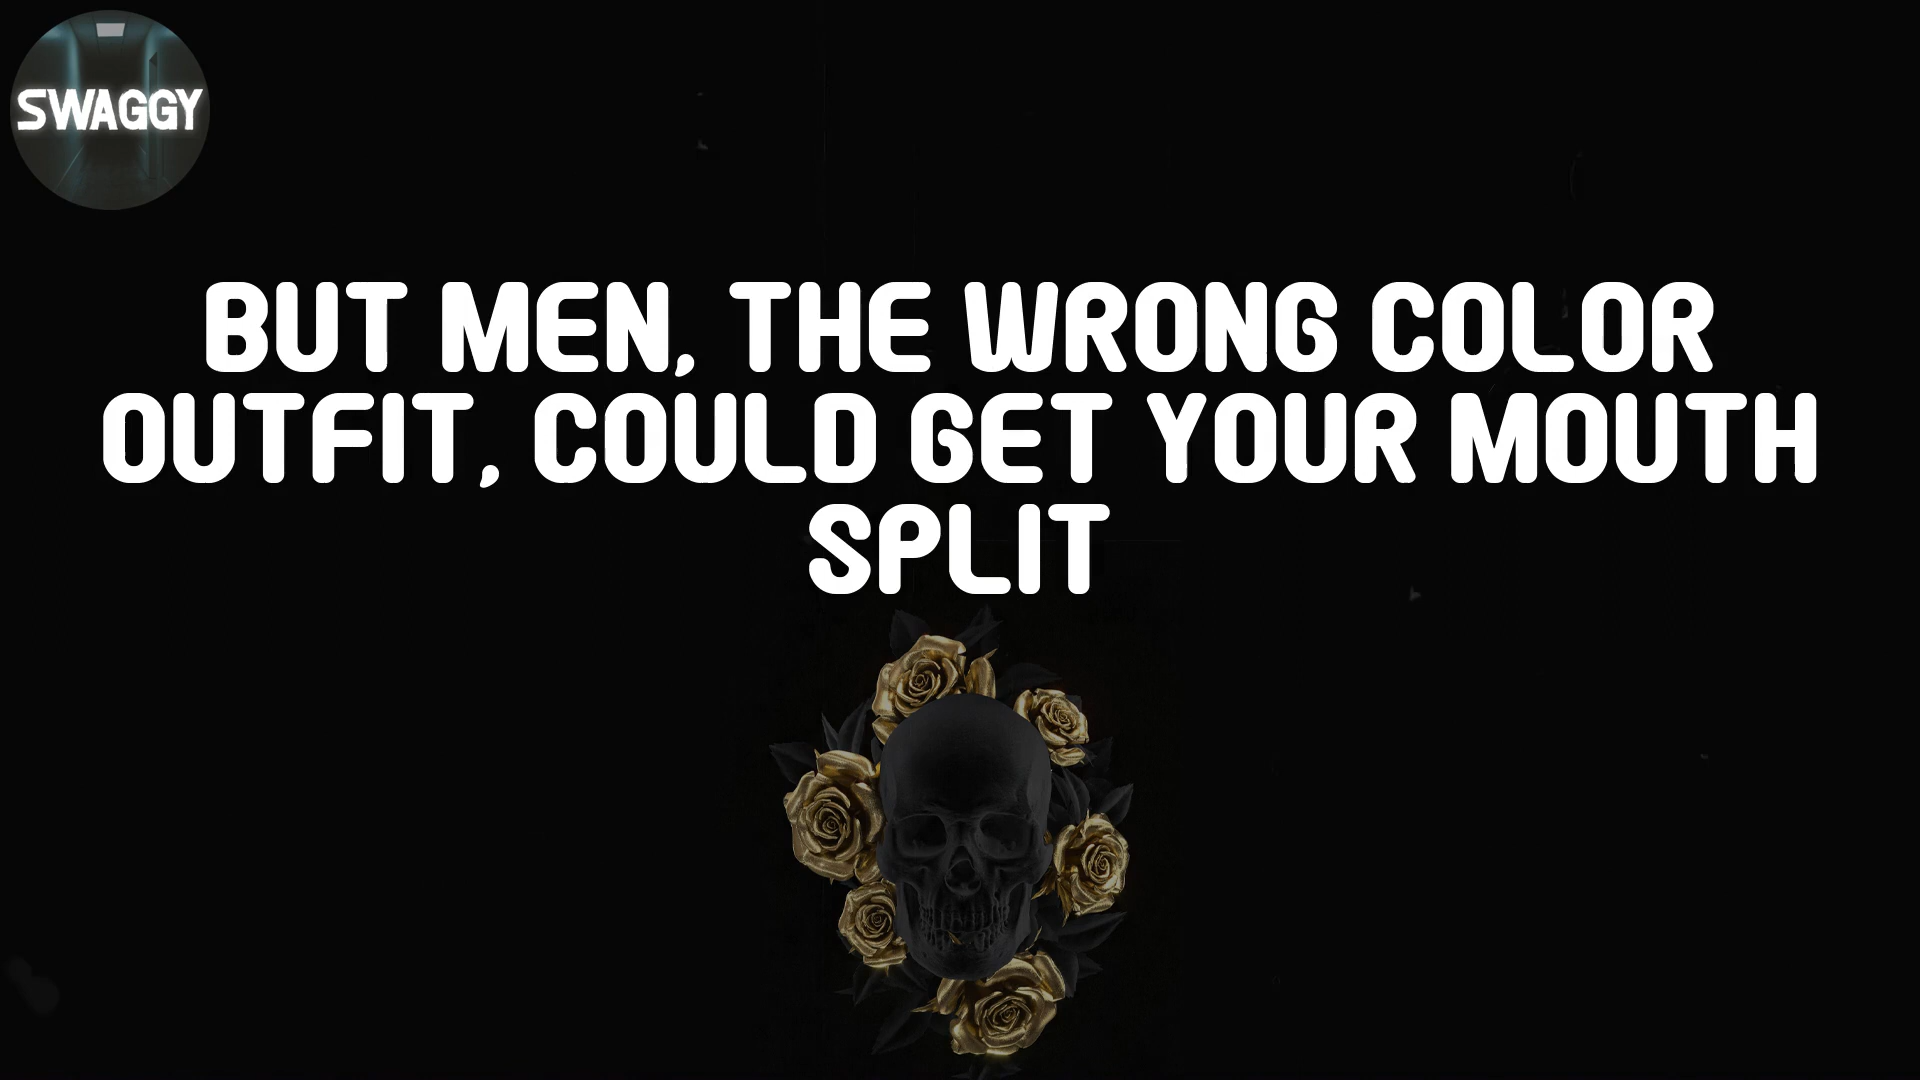 SWAGGY
BUT MEN, THE WRONG COLOR
OUTFIT, COULD GET YOUR MOUTH
SPLIT